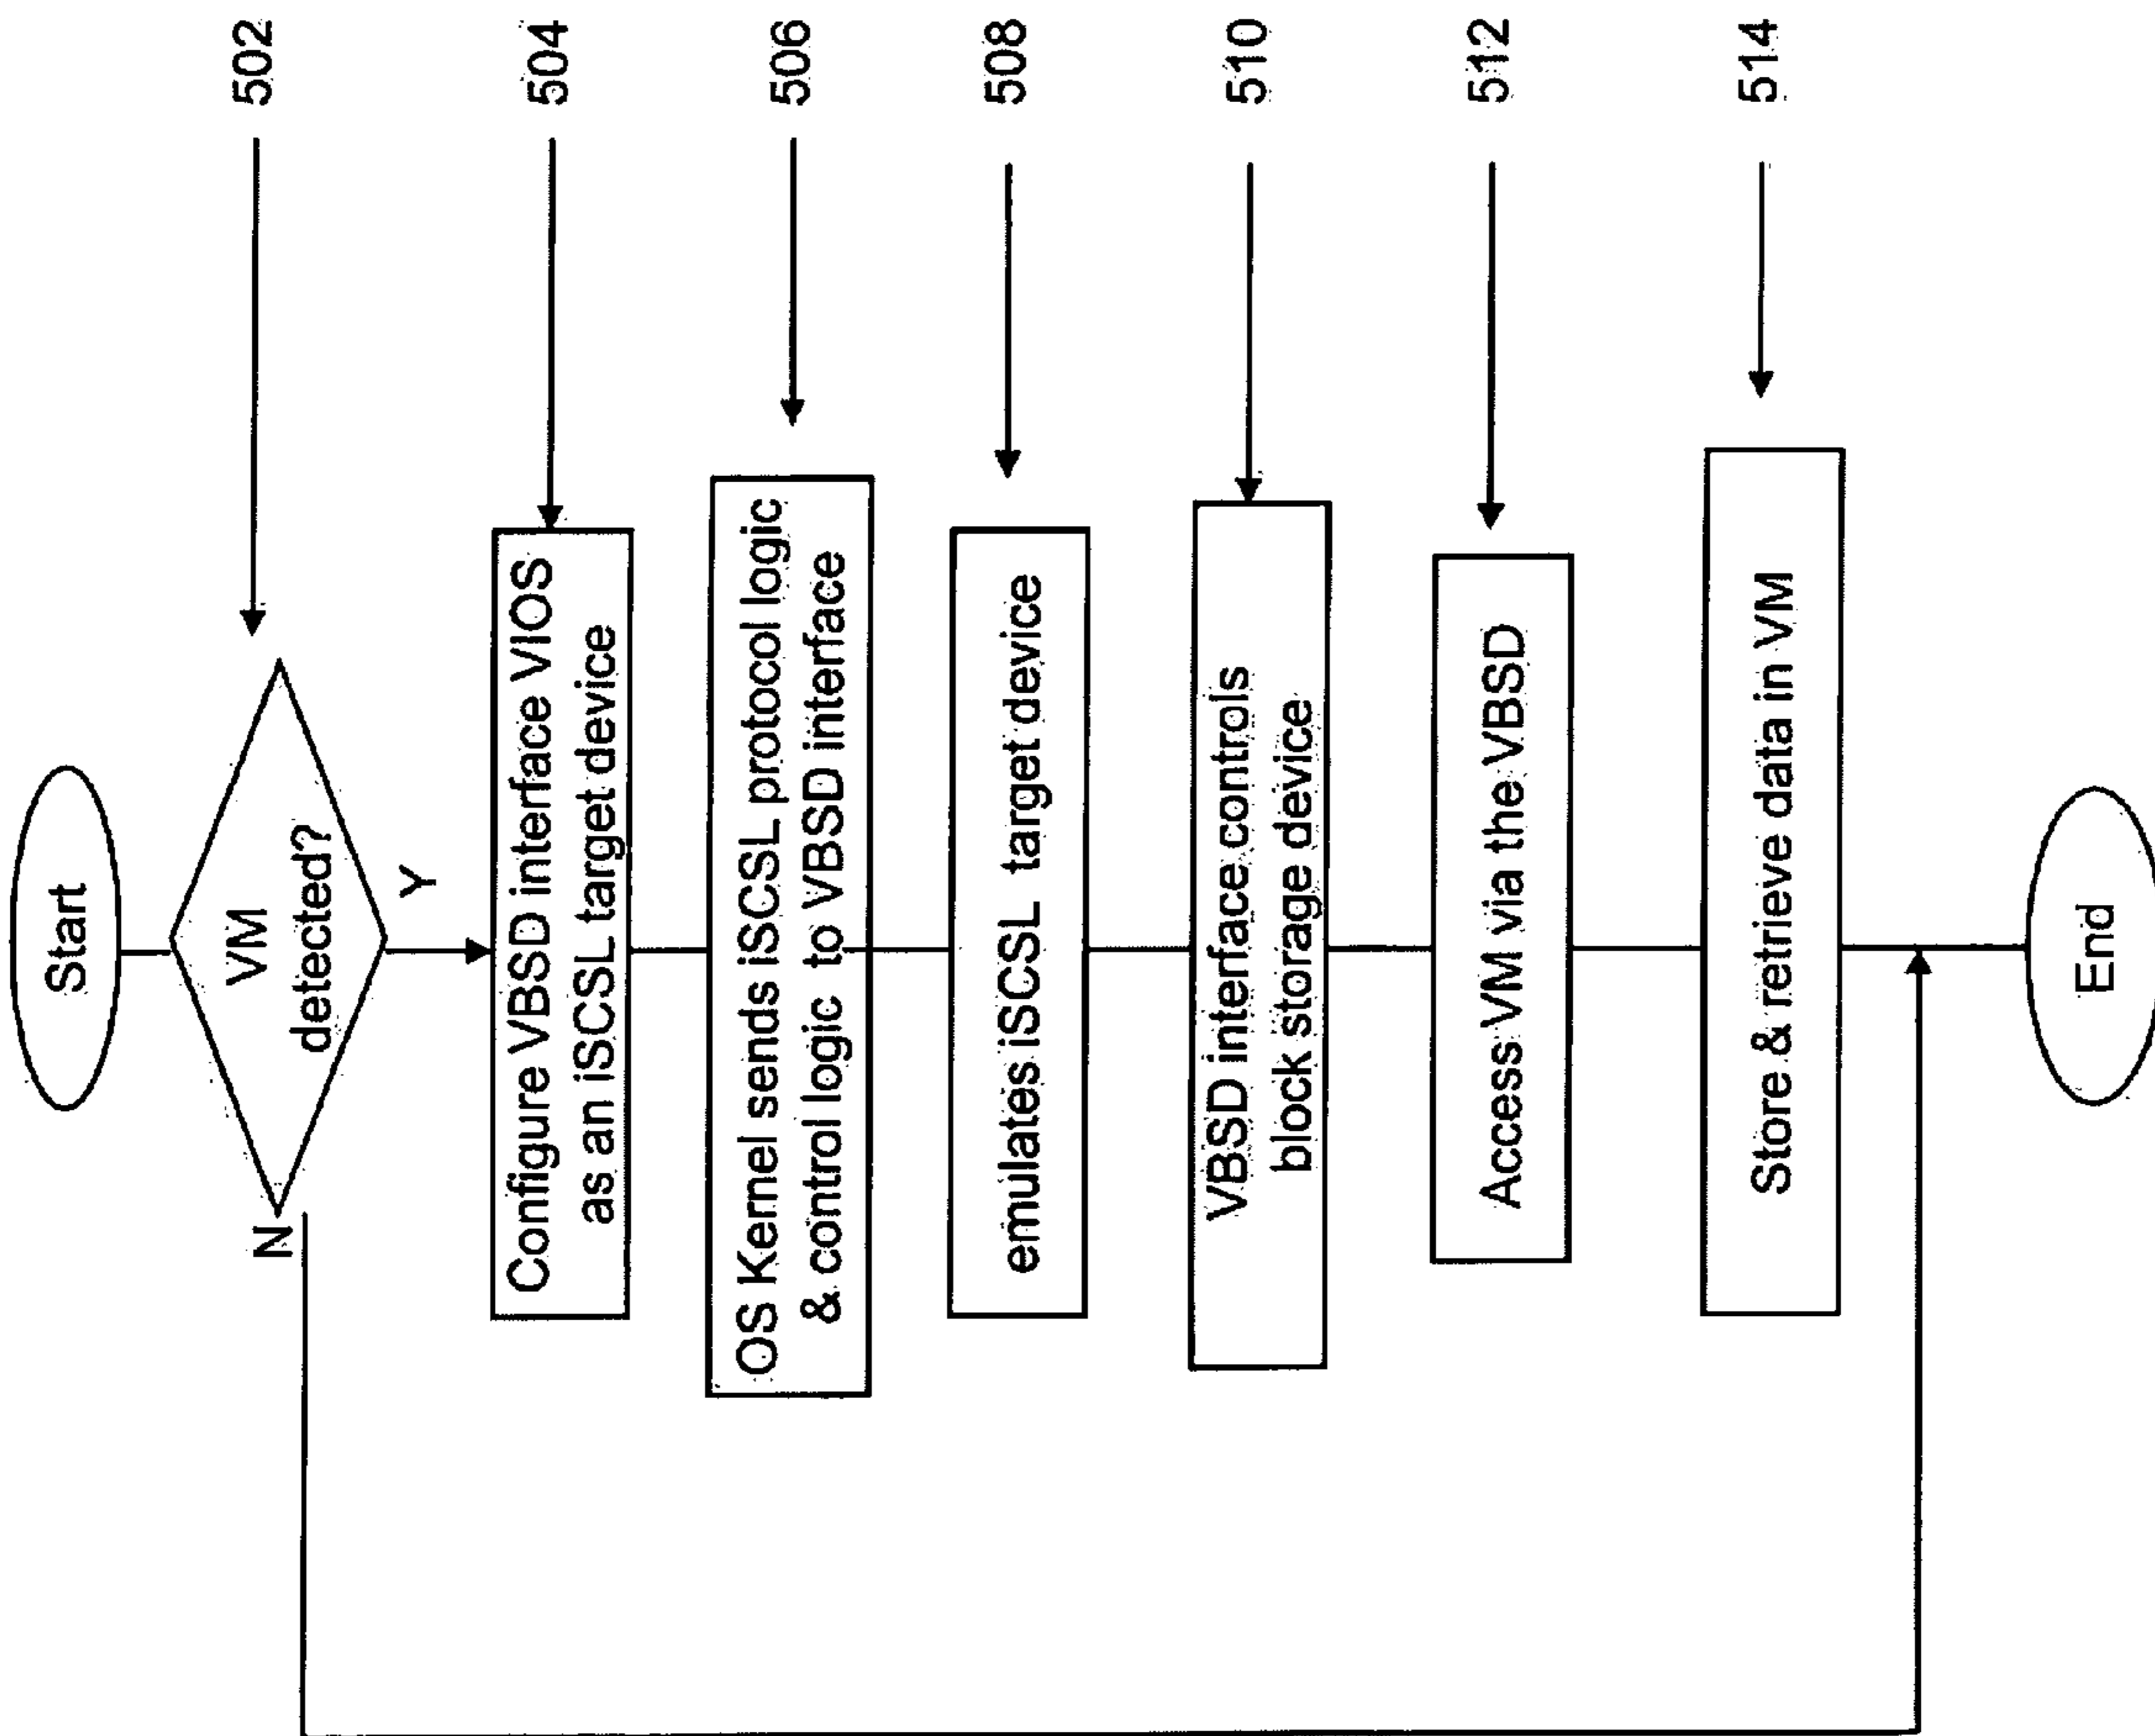 Start
502
VM
detected?
N
Y
504
Configure VBSD interface VIOS
as an iSCSL target device
506
OS Kernel sends iSCSL protocol logic
& control logic to VBSD interface
508
emulates iSCSL target device
510
VBSD interface controls
block storage device
512
Access VM via the VBSD
514
Store & retrieve data in VM
End